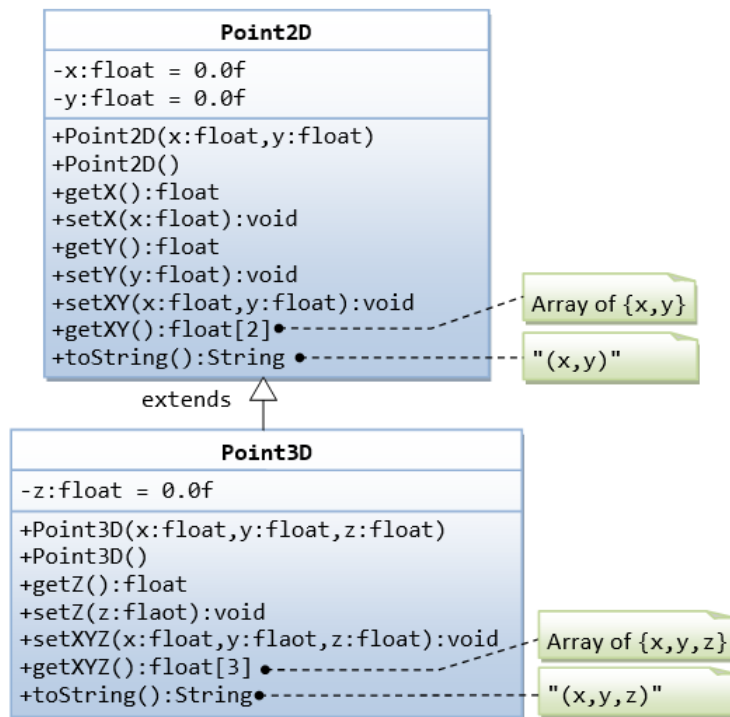 Point2D
-x:float = 0.0f
-y:float = 0.0f
+Point2D(x:float,y:float)
+Point2D()
+getX():float
+setX(x:float):void
+getY():float
+setY(y:float):void
+setXY(x:float,y:float):void
+getXY():float[2]
Array of {x,y}
+toString():String
"(x,y)"
extends
Point3D
-z:float = 0.0f
+Point3D(x:float,y:float,z:float)
+Point3D()
+getZ():float
+setZ(z:flaot):void
+setXYZ(x:float,y:flaot,z:float):void
+getXYZ():float[3]
Array of {x,y,z}
+toString():String
"(x,y,z)"